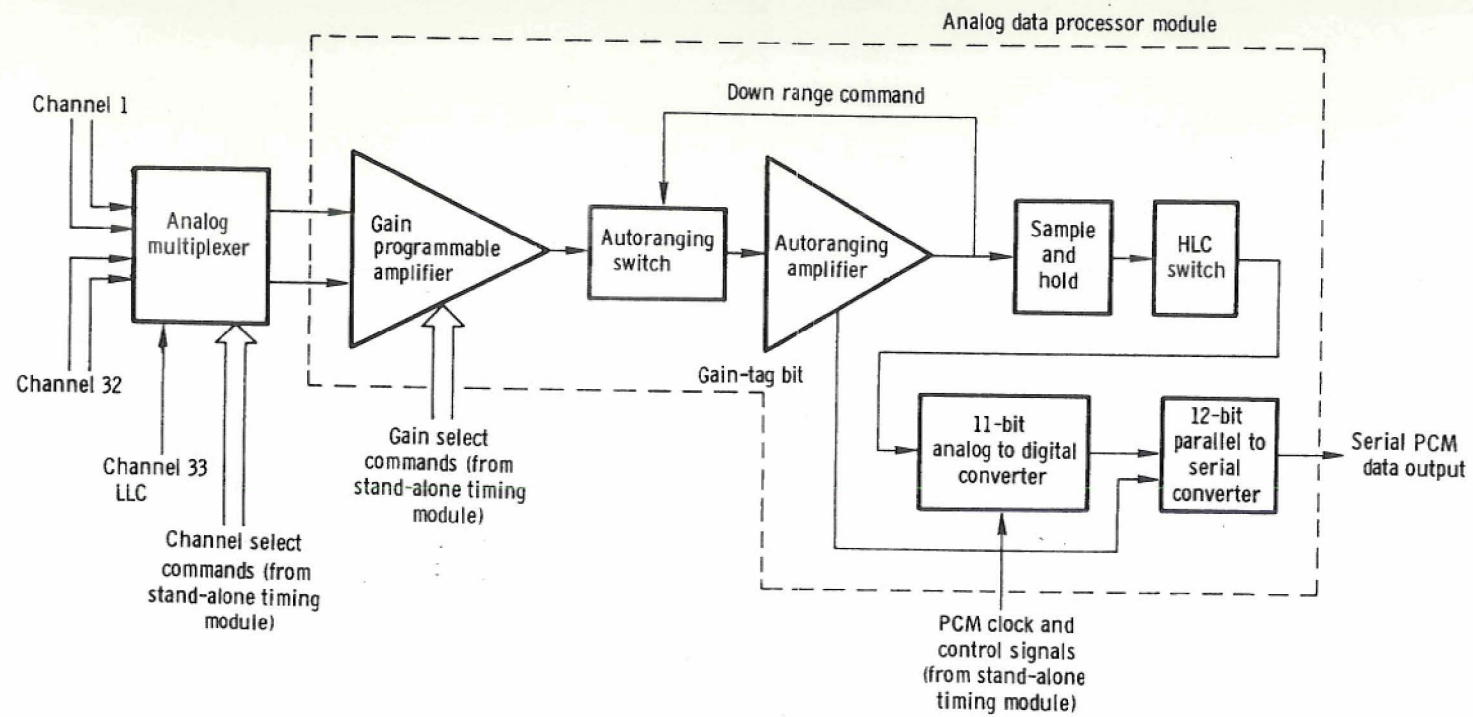 Analog data processor module
Down range command
Channel 1
Analog
multiplexer
Gain
programmable
amplifier
Autoranging
switch
Autoranging
amplifier
Sample
and
hold
HLC
switch
Channel 32
Channel 33
LLC
Channel select
commands (from
stand-alone timing
module)
Gain select
commands (from
stand-alone timing
module)
Gain-tag bit
11-bit
analog to digital
converter
12-bit
parallel to
serial
converter
Serial PCM
data output
PCM clock and
control signals
(from stand-alone
timing module)